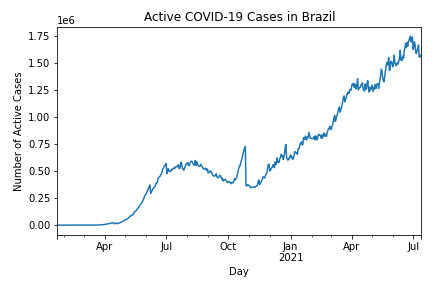 Active COVID-19 Cases in Brazil
1e6
Number of Active Cases
1.75
1.50
1.25
1.00
0.75
0.50
0.25
0.00
Apr
Jul
Oct
Jan
2021
Apr
Jul
Day